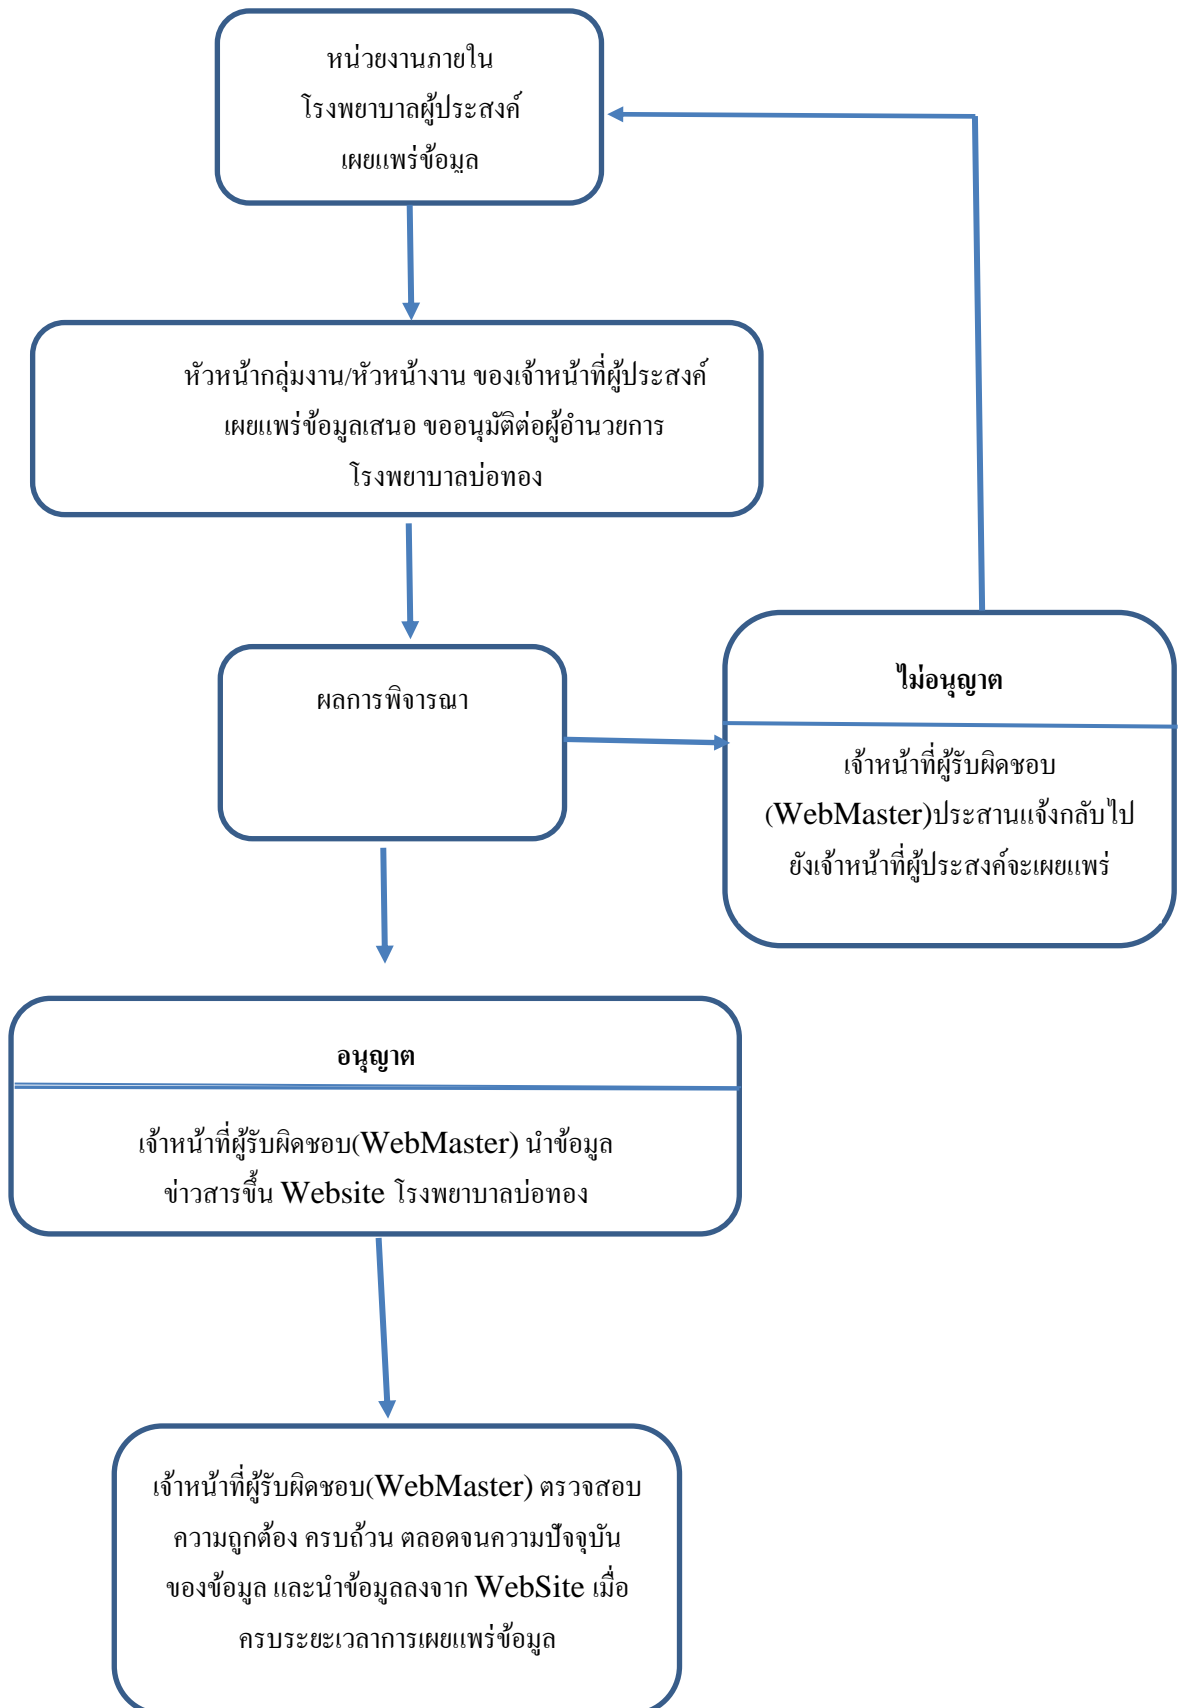 หน่วยงานภายใน
โรงพยาบาลผู้ประสงค์
เผยแพร่ข้อมูล
หัวหน้ากลุ่มงาน/หัวหน้างาน ของเจ้าหน้าที่ผู้ประสงค์
เผยแพร่ข้อมูลเสนอ ขออนุมัติต่อผู้อำนวยการ
โรงพยาบาลบ่อทอง
ผลการพิจารณา
ไม่อนุญาต
เจ้าหน้าที่ผู้รับผิดชอบ
(WebMaster)ประสานแจ้งกลับไป
ยังเจ้าหน้าที่ผู้ประสงค์จะเผยแพร่
อนุญาต
เจ้าหน้าที่ผู้รับผิดชอบ(WebMaster) นำข้อมูล
ข่าวสารขึ้น Website โรงพยาบาลบ่อทอง
เจ้าหน้าที่ผู้รับผิดชอบ(WebMaster) ตรวจสอบ
ความถูกต้อง ครบถ้วน ตลอดจนความปัจจุบัน
ของข้อมูล และนำข้อมูลลงจาก WebSite เมื่อ
ครบระยะเวลาการเผยแพร่ข้อมูล